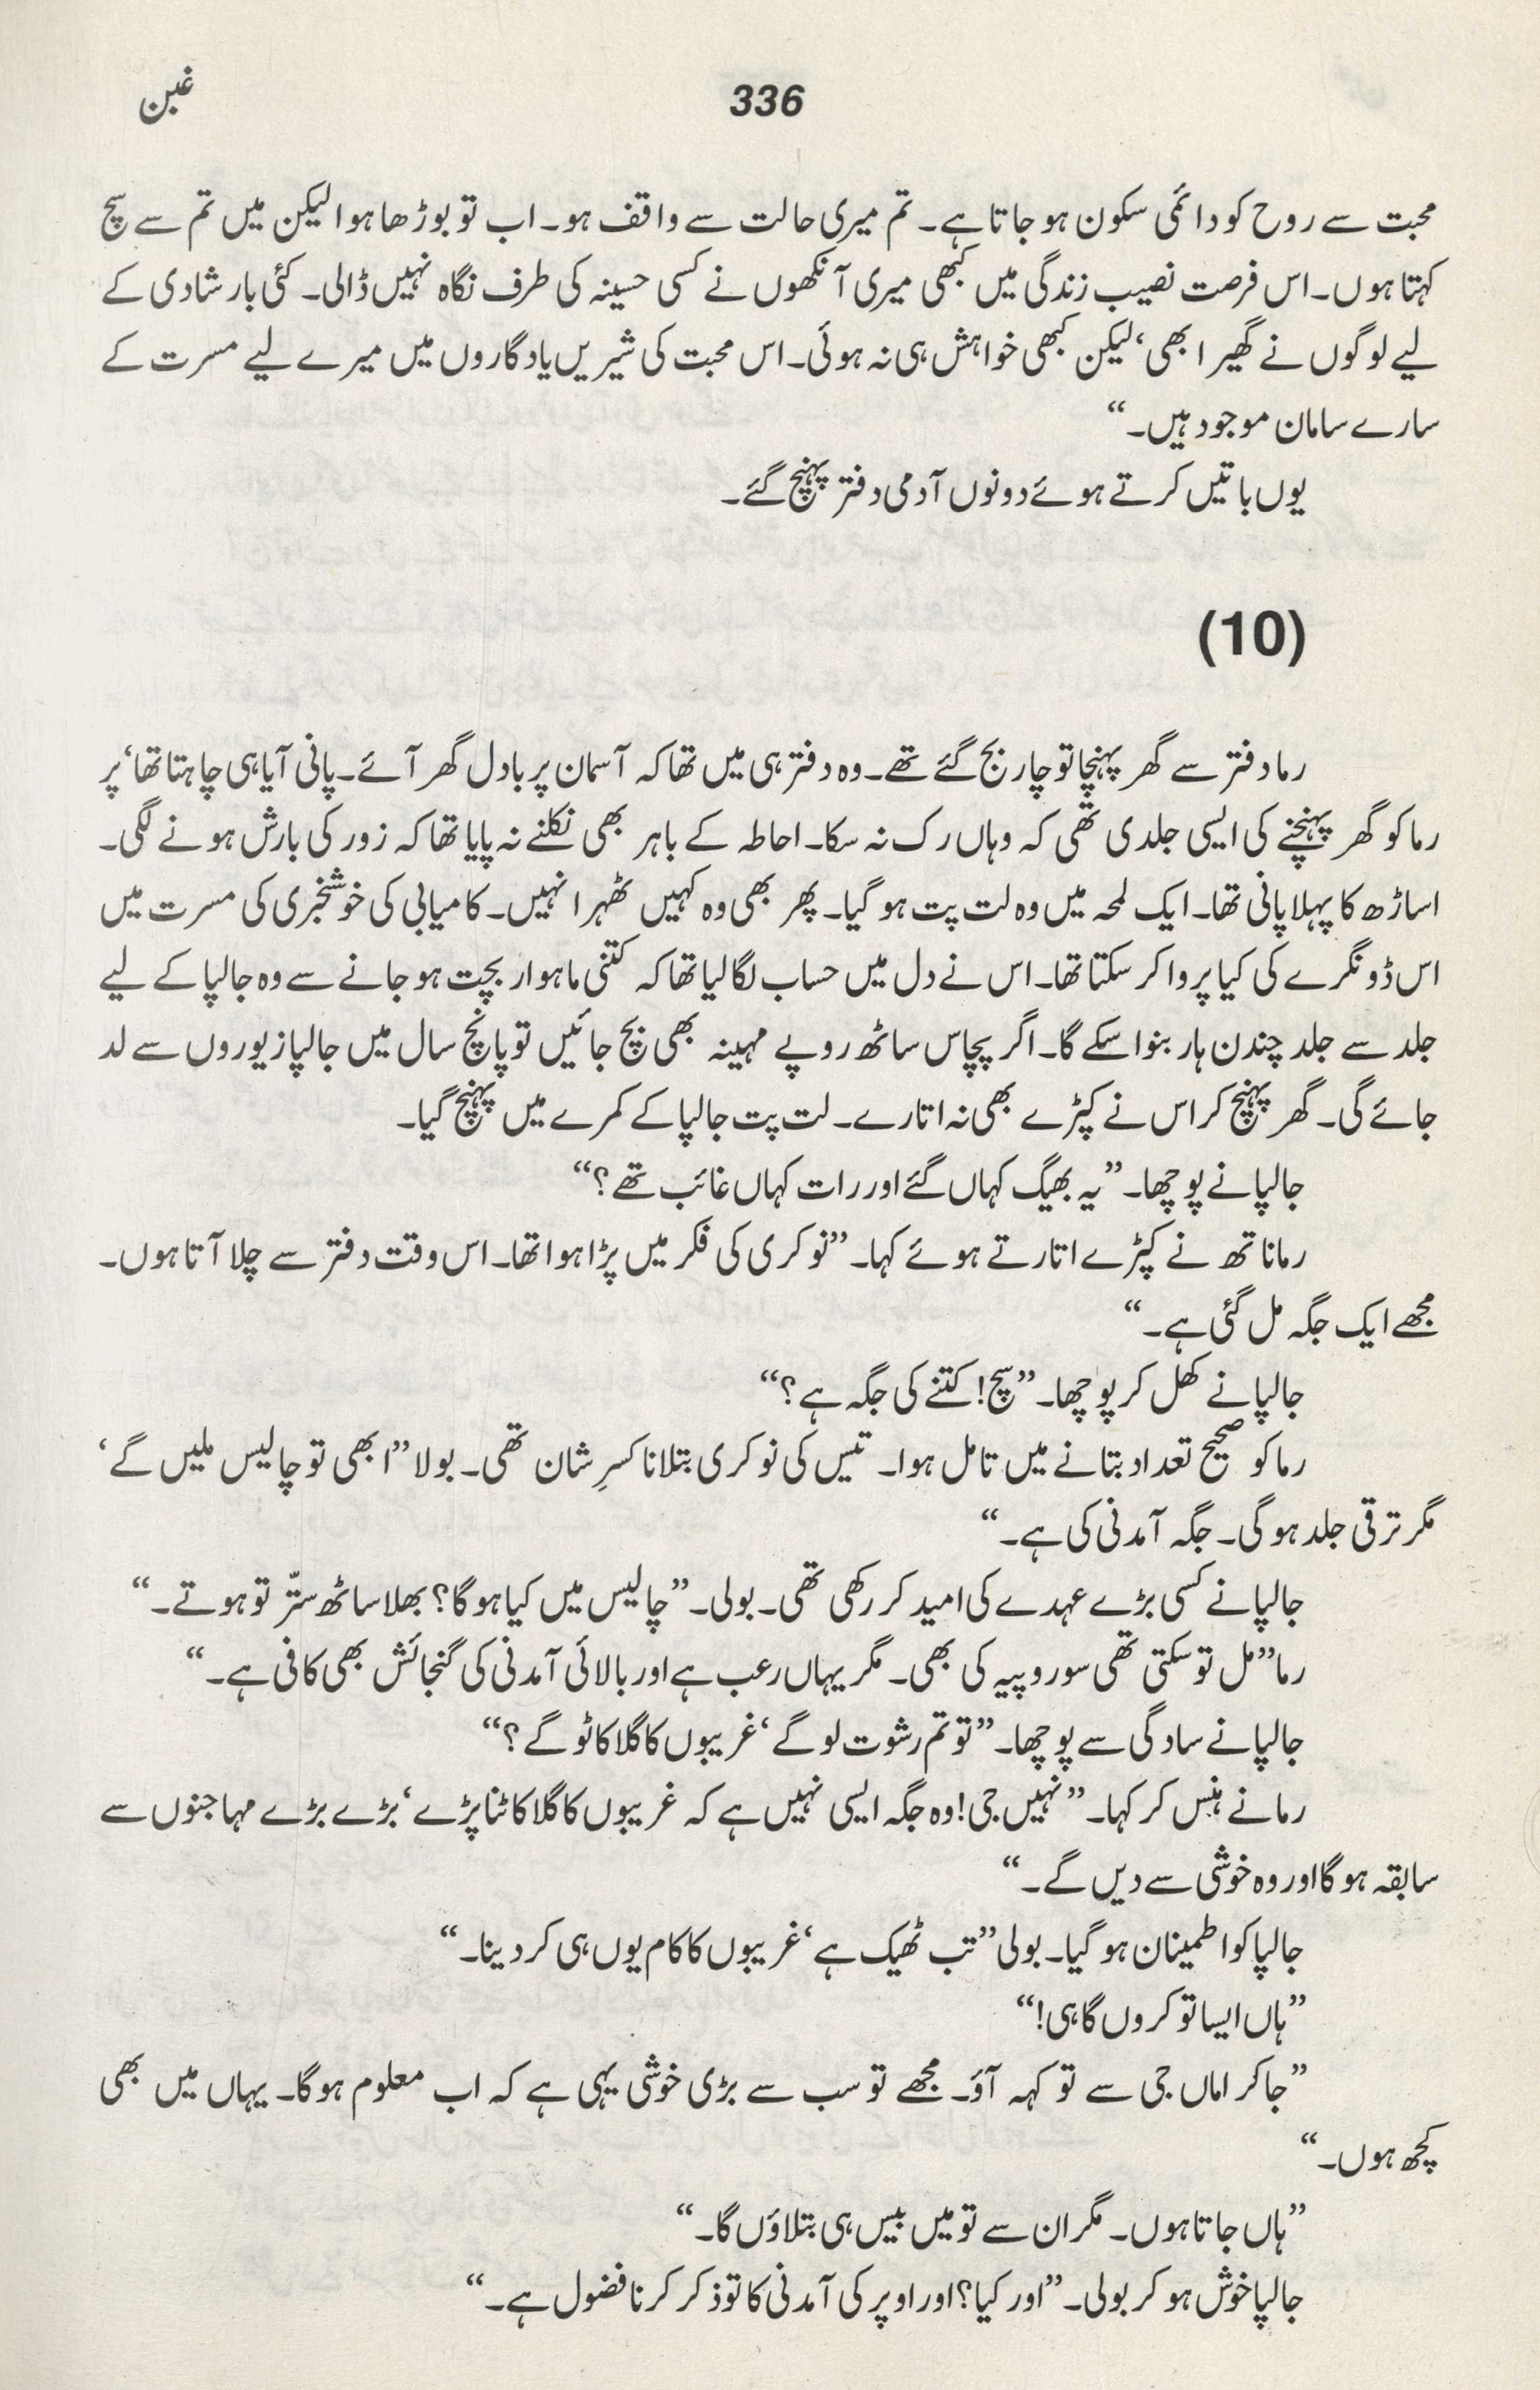 غبن
336
محبت سے روح کو دائمی سکون ہو جاتا ہے۔ تم میری حالت سے واقف ہو۔ اب تو بوڑھا ہوا لیکن میں تم سے سچ
کہتا ہوں۔ اس فرصت نصیب زندگی میں کبھی میری آنکھوں نے کسی حسینہ کی طرف نگاہ نہیں ڈالی۔ کئی بار شادی کے
لیے لوگوں نے گھیرا بھی‘ لیکن کبھی خواہش ہی نہ ہوئی۔ اس محبت کی شیریں یادگاروں میں میرے لیے مسرت کے
سارے سامان موجود ہیں۔“
یوں باتیں کرتے ہوئے دونوں آدمی دفتر پہنچ گئے۔
(10)
رما دفتر سے گھر پہنچا تو چار بج گئے تھے۔ وہ دفتر ہی میں تھا کہ آسمان پر بادل گھر آئے۔ پانی آیا ہی چاہتا تھا‘ پر
رما کو گھر پہنچنے کی ایسی جلدی تھی کہ وہاں رک نہ سکا۔ احاطہ کے باہر بھی نکلنے نہ پایا تھا کہ زور کی بارش ہونے لگی۔
اساڑھ کا پہلا پانی تھا۔ ایک لمحہ میں وہ لت پت ہو گیا۔ پھر بھی وہ کہیں ٹھہرا نہیں۔ کامیابی کی خوشخبری کی مسرت میں
اس ڈونگرے کی کیا پروا کر سکتا تھا۔ اس نے دل میں حساب لگا لیا تھا کہ کتنی ماہوار بچت ہو جانے سے وہ جالپا کے لیے
جلد سے جلد چندن ہار بنوا سکے گا۔ اگر پچاس ساٹھ روپے مہینہ بھی بچ جائیں تو پانچ سال میں جالپا زیوروں سے لد
جائے گی۔ گھر پہنچ کر اس نے کپڑے بھی نہ اتارے۔ لت پت جالپا کے کمرے میں پہنچ گیا۔
جالپا نے پوچھا۔ ”یہ بھیگ کہاں گئے اور رات کہاں غائب تھے؟“
رماناتھ نے کپڑے اتارتے ہوئے کہا۔ ”نوکری کی فکر میں پڑا ہوا تھا۔ اس وقت دفتر سے چلا آتا ہوں۔
مجھے ایک جگہ مل گئی ہے۔“
جالپا نے کھل کر پوچھا۔ ”سچ! کتنے کی جگہ ہے؟“
رما کو صحیح تعداد بتانے میں تامل ہوا۔ تیس کی نوکری بتلانا کسرِ شان تھی۔ بولا ”ابھی تو چالیس ملیں گے‘
مگر ترقی جلد ہو گی۔ جگہ آمدنی کی ہے۔“
جالپا نے کسی بڑے عہدے کی امید کر رکھی تھی۔ بولی۔ ”چالیس میں کیا ہو گا؟ بھلا ساٹھ ستّر تو ہوتے۔“
رما ”مل تو سکتی تھی سو روپیہ کی بھی۔ مگر یہاں رعب ہے اور بالائی آمدنی کی گنجائش بھی کافی ہے۔“
جالپا نے سادگی سے پوچھا۔ ”تو تم رشوت لو گے‘ غریبوں کا گلا کاٹو گے؟“
رما نے ہنس کر کہا۔ ”نہیں جی! وہ جگہ ایسی نہیں ہے کہ غریبوں کا گلا کاٹنا پڑے‘ بڑے بڑے مہاجنوں سے
سابقہ ہو گا اور وہ خوشی سے دیں گے۔“
جالپا کو اطمینان ہو گیا۔ بولی ”تب ٹھیک ہے‘ غریبوں کا کام یوں ہی کر دینا۔“
”ہاں ایسا تو کروں گا ہی!“
”جا کر اماں جی سے تو کہہ آؤ۔ مجھے تو سب سے بڑی خوشی یہی ہے کہ اب معلوم ہو گا۔ یہاں میں بھی
کچھ ہوں۔“
”ہاں جاتا ہوں۔ مگر ان سے تو میں بیس ہی بتلاؤں گا۔“
جالپا خوش ہو کر بولی۔ ”اور کیا؟ اور اوپر کی آمدنی کا تو ذکر کرنا فضول ہے۔“